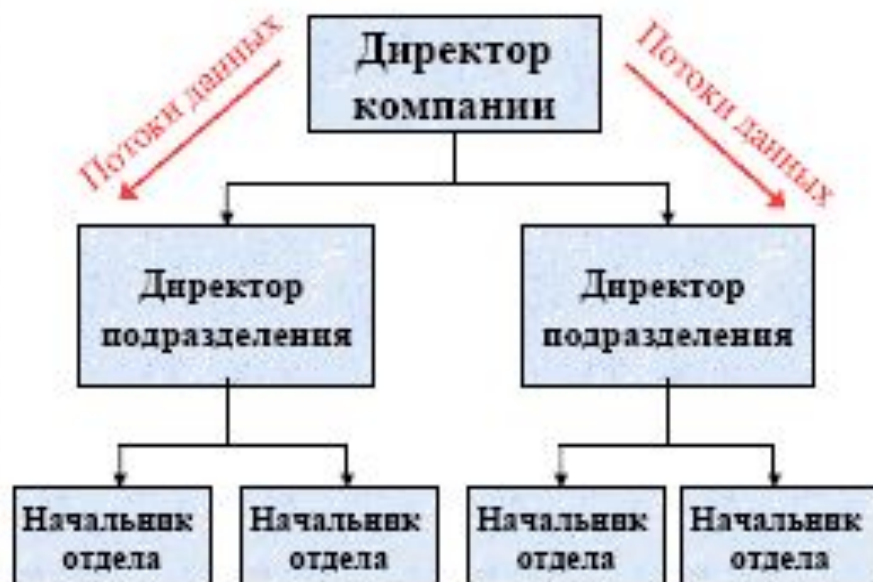 Потоки данных
Директор
компании
Потоки данных
Директор
подразделения
Директор
подразделения
Начальник
отдела
Начальник
отдела
Начальник
отдела
Начальник
отдела